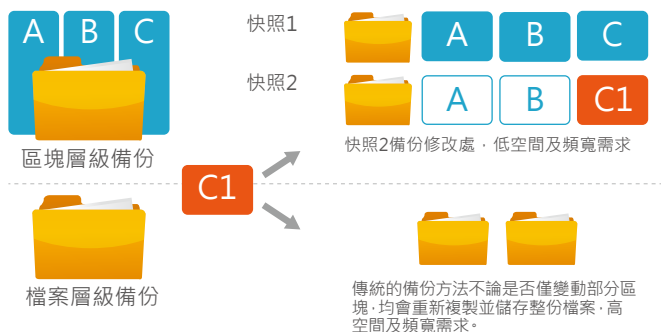 A B C
區塊層級備份
快照1
A B C
快照2
A B C1
快照2備份修改處,低空間及頻寬需求
C1
檔案層級備份
傳統的備份方法不論是否僅變動部分區
塊,均會重新複製並儲存整份檔案,高
空間及頻寬需求。